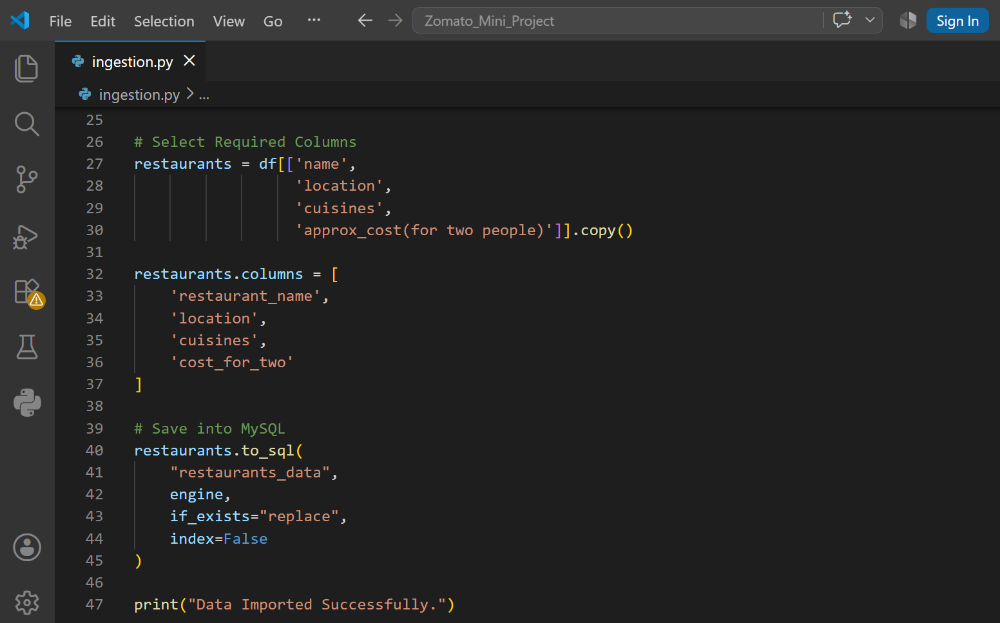 File Edit Selection View Go ··· Zomato_Mini_Project Sign In
ingestion.py
ingestion.py > ...
25
26 # Select Required Columns
27 restaurants = df[['name',
28                   'location',
29                   'cuisines',
30                   'approx_cost(for two people)']].copy()
31
32 restaurants.columns = [
33     'restaurant_name',
34     'location',
35     'cuisines',
36     'cost_for_two'
37 ]
38
39 # Save into MySQL
40 restaurants.to_sql(
41     "restaurants_data",
42     engine,
43     if_exists="replace",
44     index=False
45 )
46
47 print("Data Imported Successfully.")